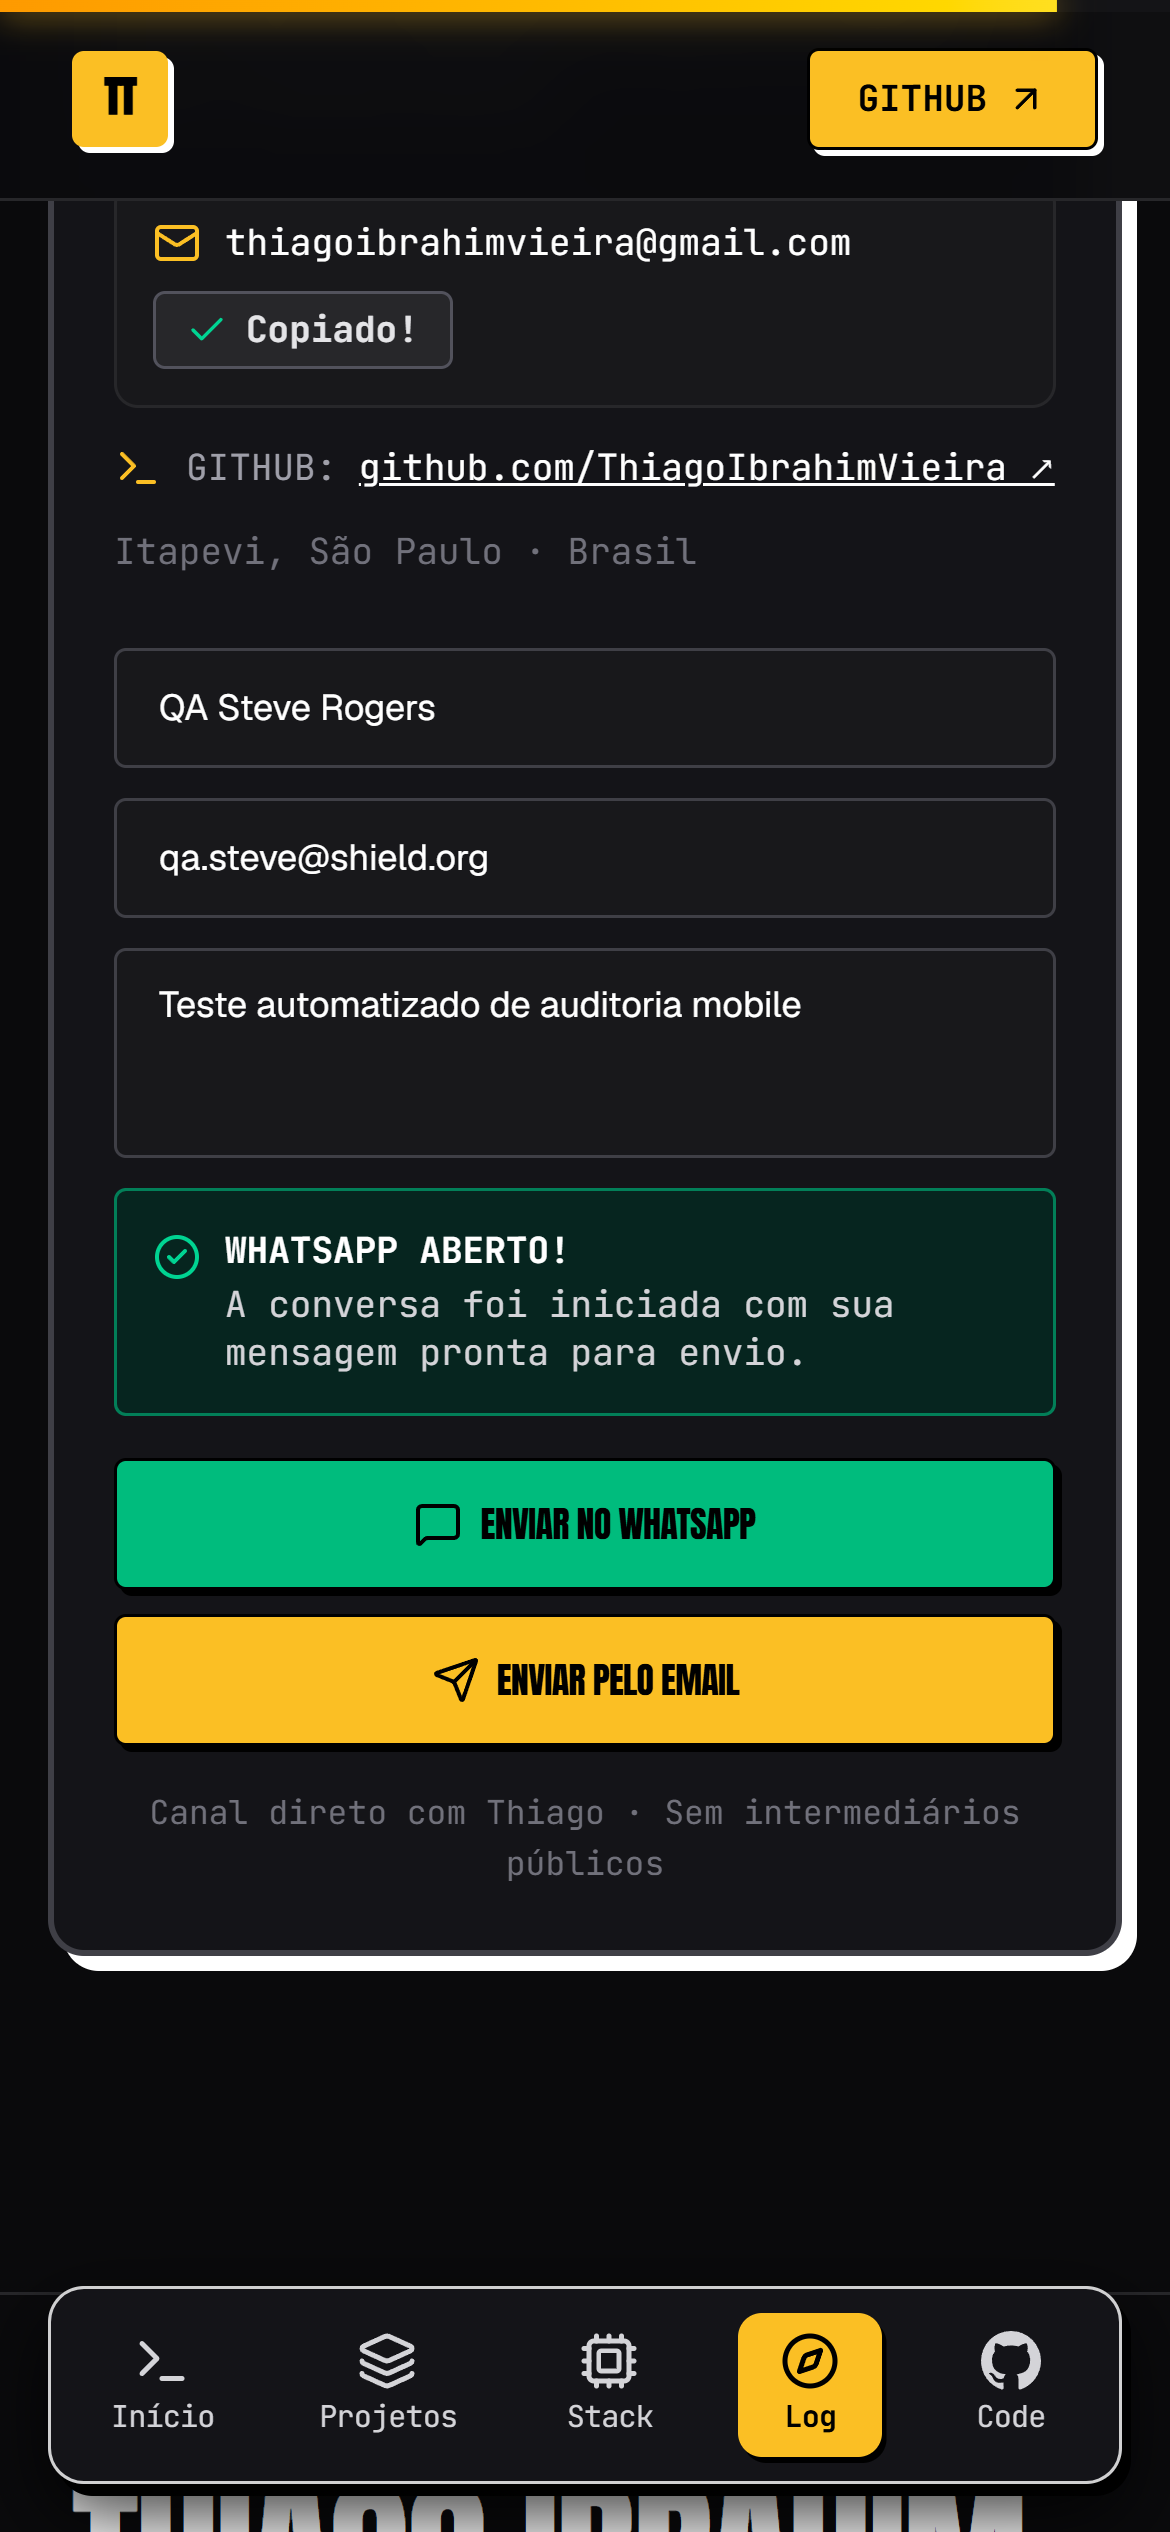 π
GITHUB ↗
thiagoibrahimvieira@gmail.com
Copiado!
GITHUB: github.com/ThiagoIbrahimVieira ↗
Itapevi, São Paulo · Brasil
QA Steve Rogers
qa.steve@shield.org
Teste automatizado de auditoria mobile
WHATSAPP ABERTO!
A conversa foi iniciada com sua
mensagem pronta para envio.
ENVIAR NO WHATSAPP
ENVIAR PELO EMAIL
Canal direto com Thiago · Sem intermediários
públicos
Início
Projetos
Stack
Log
Code
THIAGO IBRAHIM